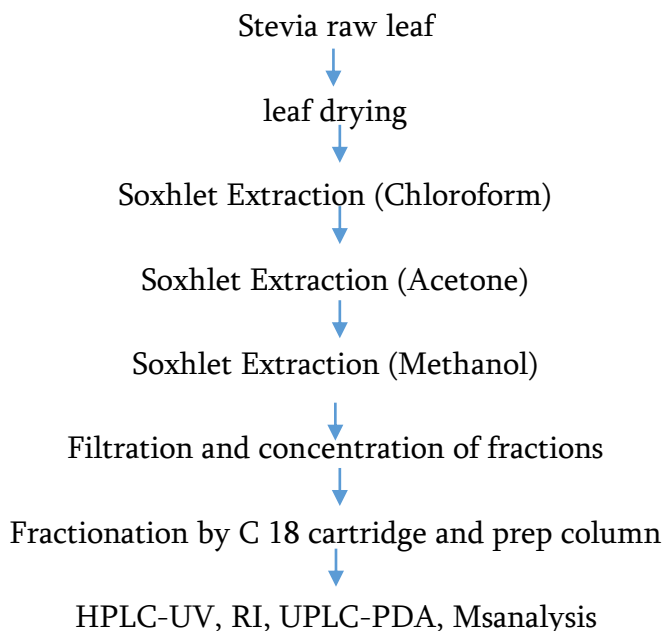 Stevia raw leaf
leaf drying
Soxhlet Extraction (Chloroform)
Soxhlet Extraction (Acetone)
Soxhlet Extraction (Methanol)
Filtration and concentration of fractions
Fractionation by C 18 cartridge and prep column
HPLC-UV, RI, UPLC-PDA, Msanalysis